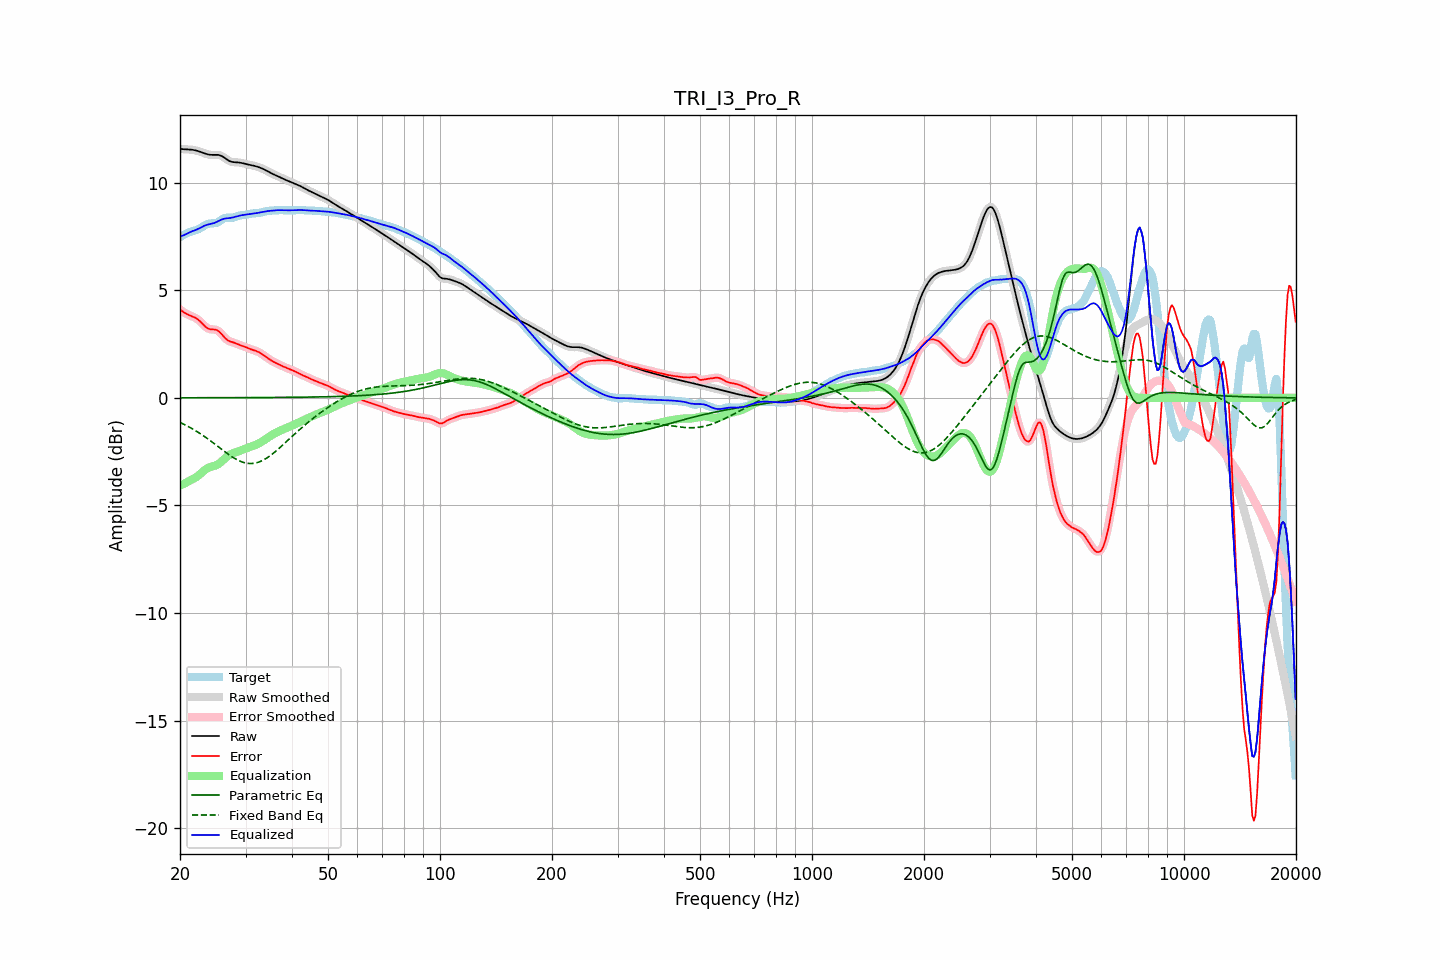 TRI_I3_Pro_R
10
5
0
−5
−10
−15
−20
Amplitude (dBr)
Target
Raw Smoothed
Error Smoothed
Raw
Error
Equalization
Parametric Eq
Fixed Band Eq
Equalized
20 50 100 200 500 1000 2000 5000 10000 20000
Frequency (Hz)